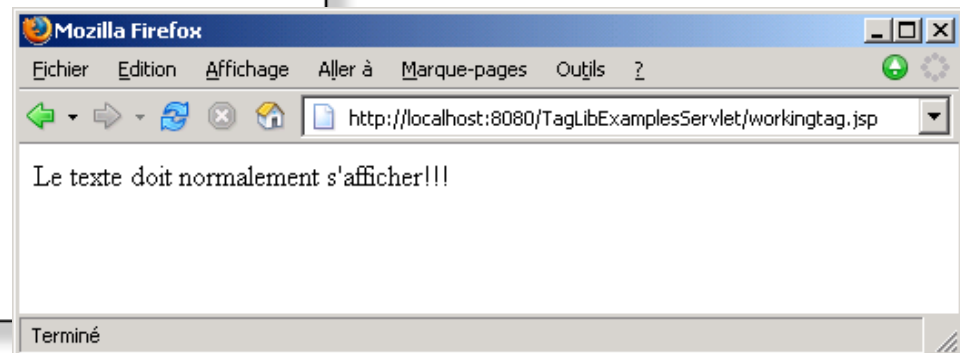 Mozilla Firefox
Fichier Edition Affichage Aller à Marque-pages Outils ?
http://localhost:8080/TagLibExamplesServlet/workingtag.jsp
Le texte doit normalement s'afficher!!!
Terminé